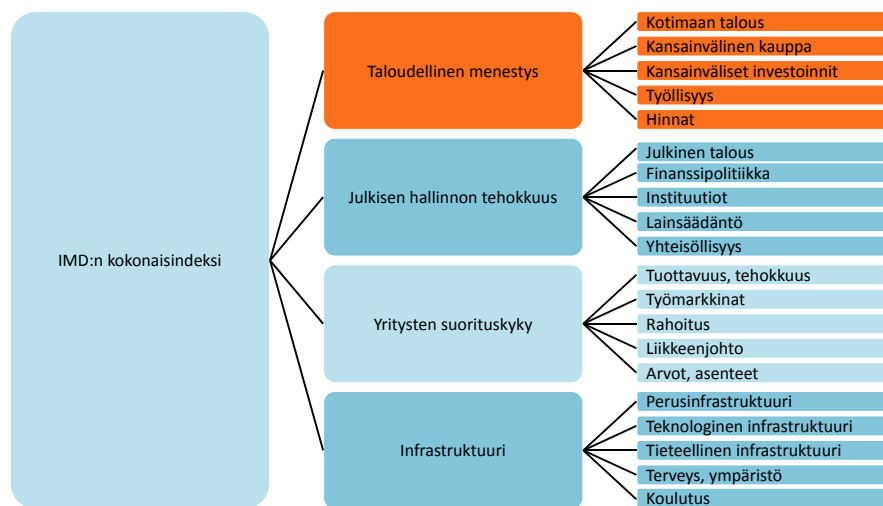 IMD:n kokonaisindeksi
Taloudellinen menestys
Kotimaan talous
Kansainvälinen kauppa
Kansainväliset investoinnit
Työllisyys
Hinnat
Julkisen hallinnon tehokkuus
Julkinen talous
Finanssipolitiikka
Instituutiot
Lainsäädäntö
Yhteisöllisyys
Yritysten suorituskyky
Tuottavuus, tehokkuus
Työmarkkinat
Rahoitus
Liikkeenjohto
Arvot, asenteet
Infrastruktuuri
Perusinfrastruktuuri
Teknologinen infrastruktuuri
Tieteellinen infrastruktuuri
Terveys, ympäristö
Koulutus